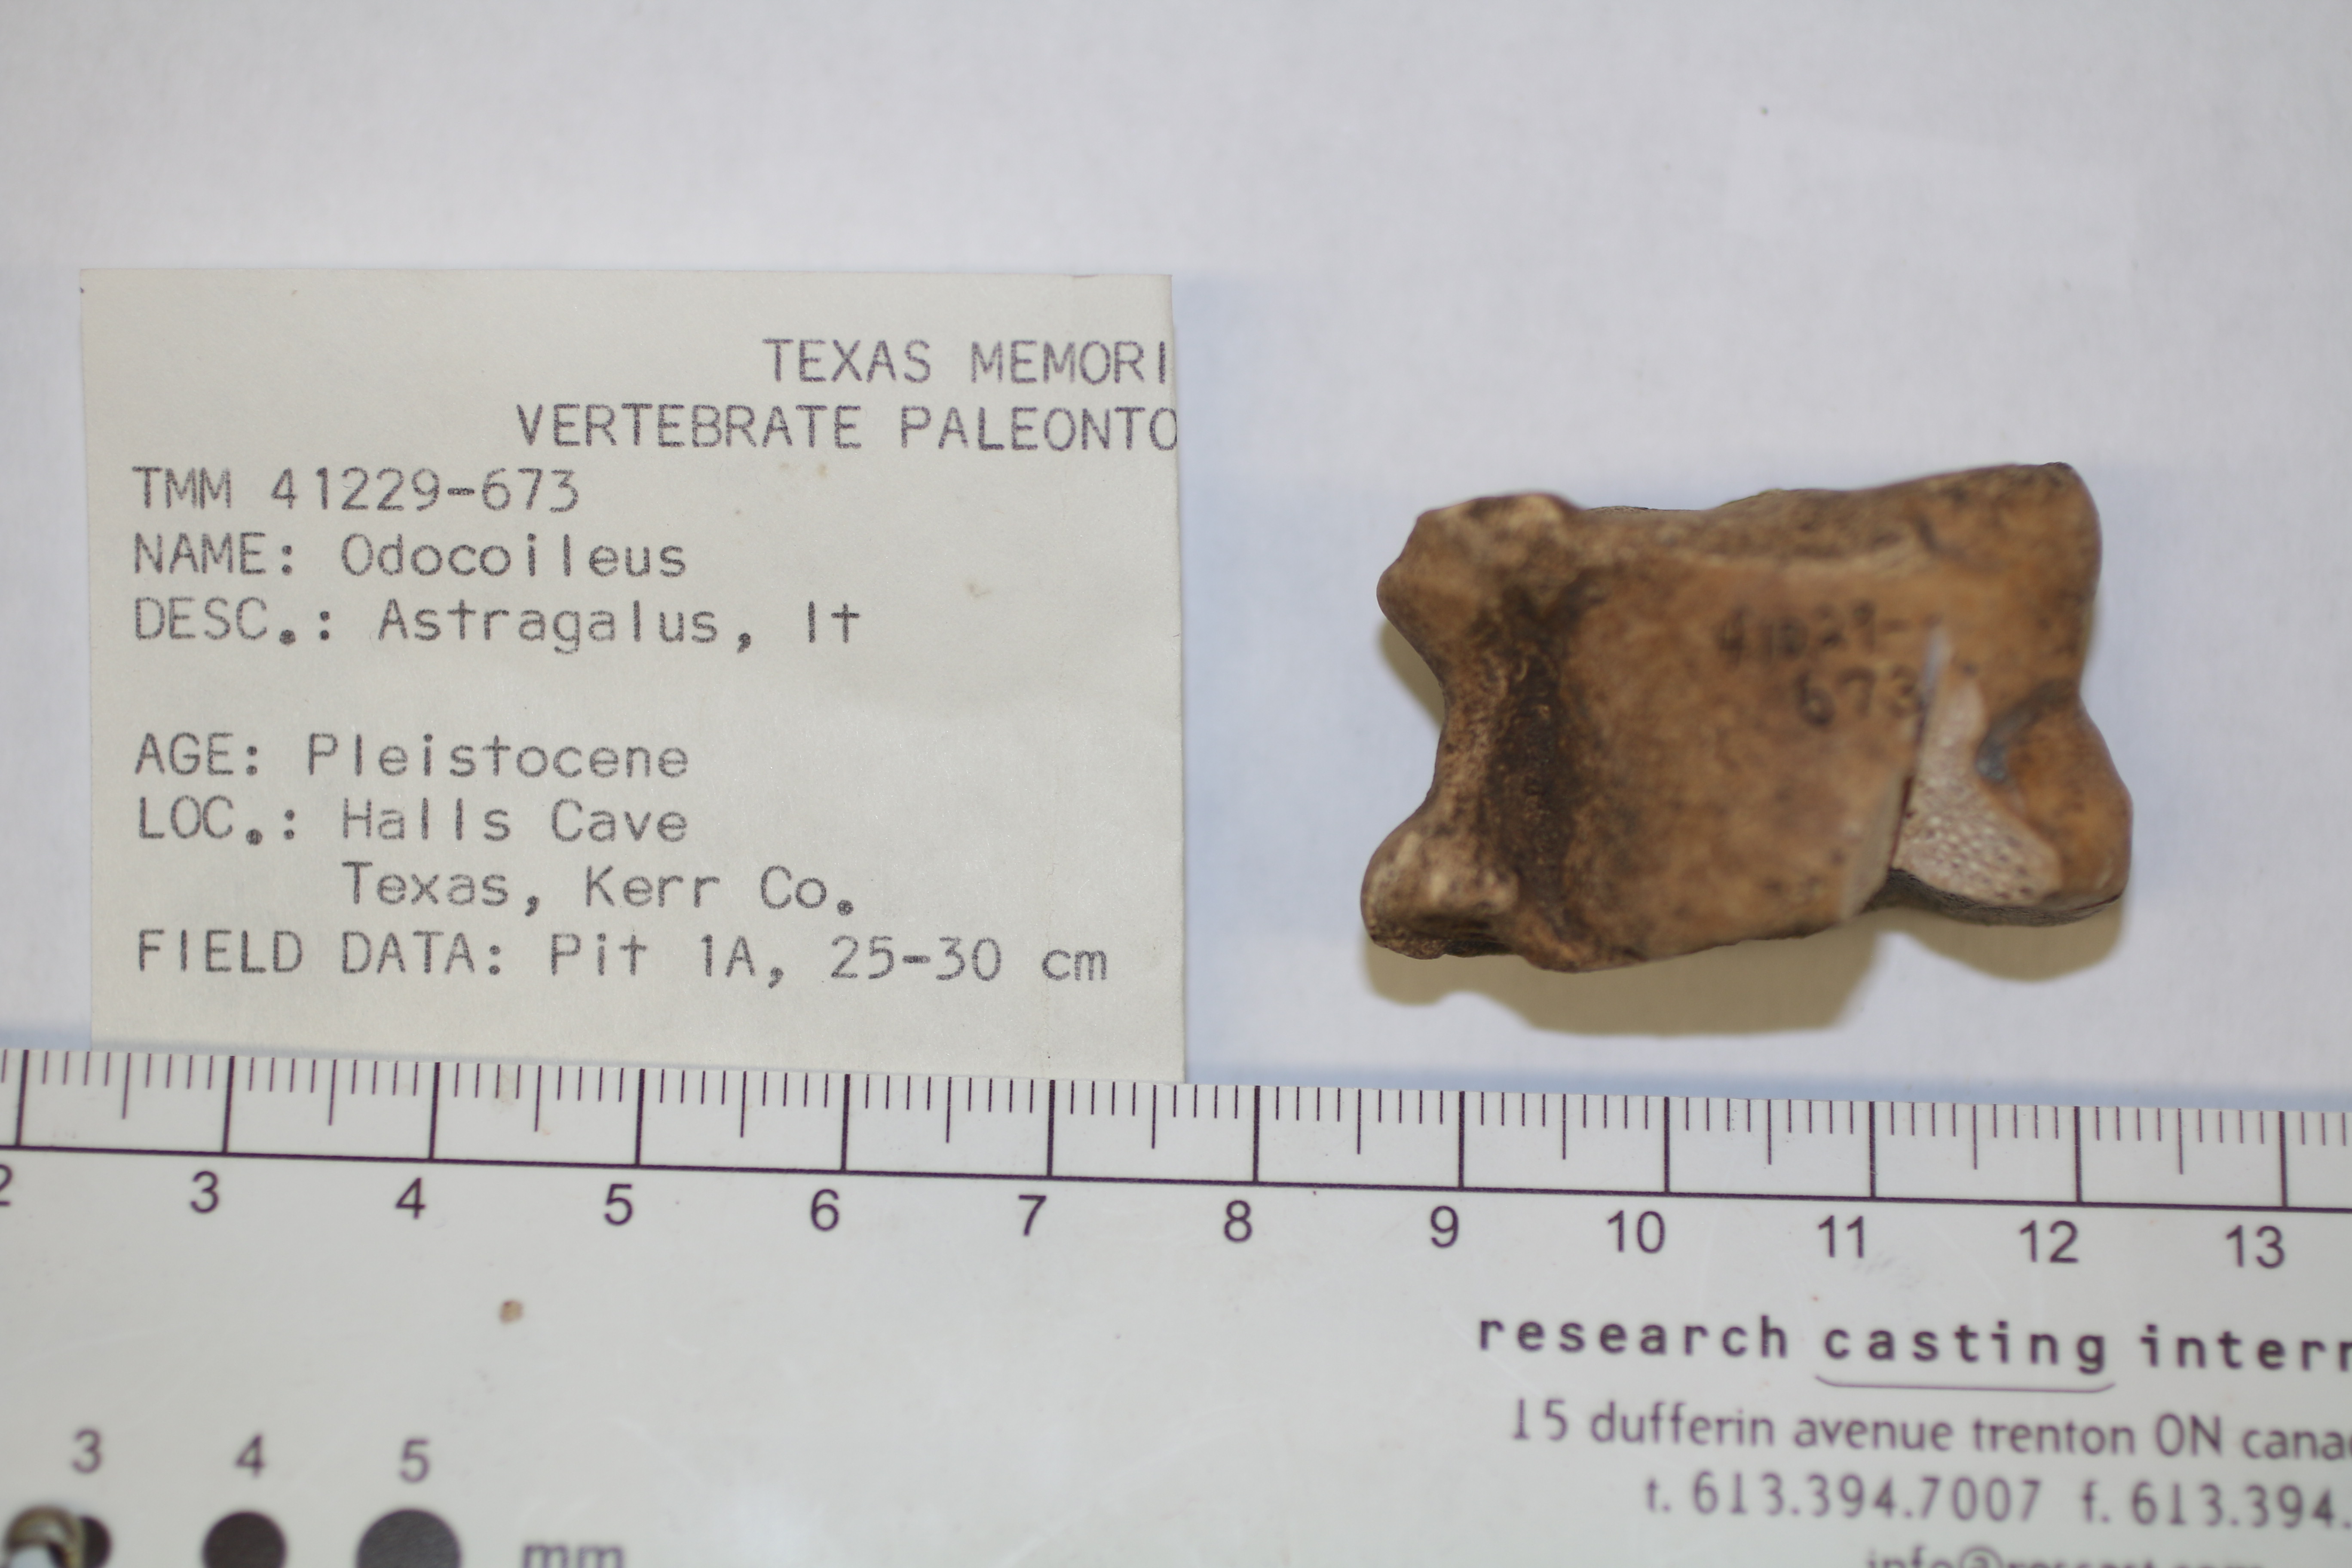 TEXAS MEMORI
VERTEBRATE PALEONTO
TMM 41229-673
NAME: Odocoileus
DESC.: Astragalus, lt
AGE: Pleistocene
LOC.: Halls Cave
Texas, Kerr Co.
FIELD DATA: Pit 1A, 25-30 cm
673
2 3 4 5 6 7 8 9 10 11 12 13
research casting intern
15 dufferin avenue trenton ON cana
t. 613.394.7007 f. 613.394.
3 4 5
mm